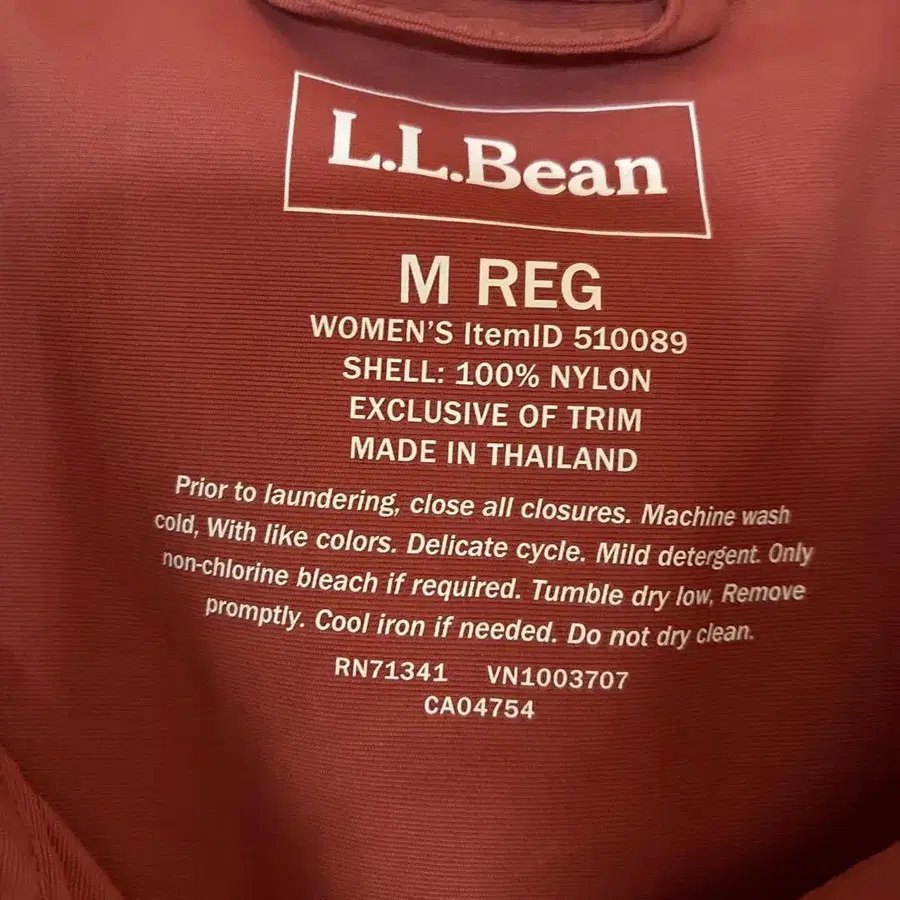 L.L.Bean
M REG
WOMEN'S ItemID 510089
SHELL: 100% NYLON
EXCLUSIVE OF TRIM
MADE IN THAILAND
Prior to laundering, close all closures. Machine wash
cold, With like colors. Delicate cycle. Mild detergent. Only
non-chlorine bleach if required. Tumble dry low, Remove
promptly. Cool iron if needed. Do not dry clean.
RN71341 VN1003707
CA04754